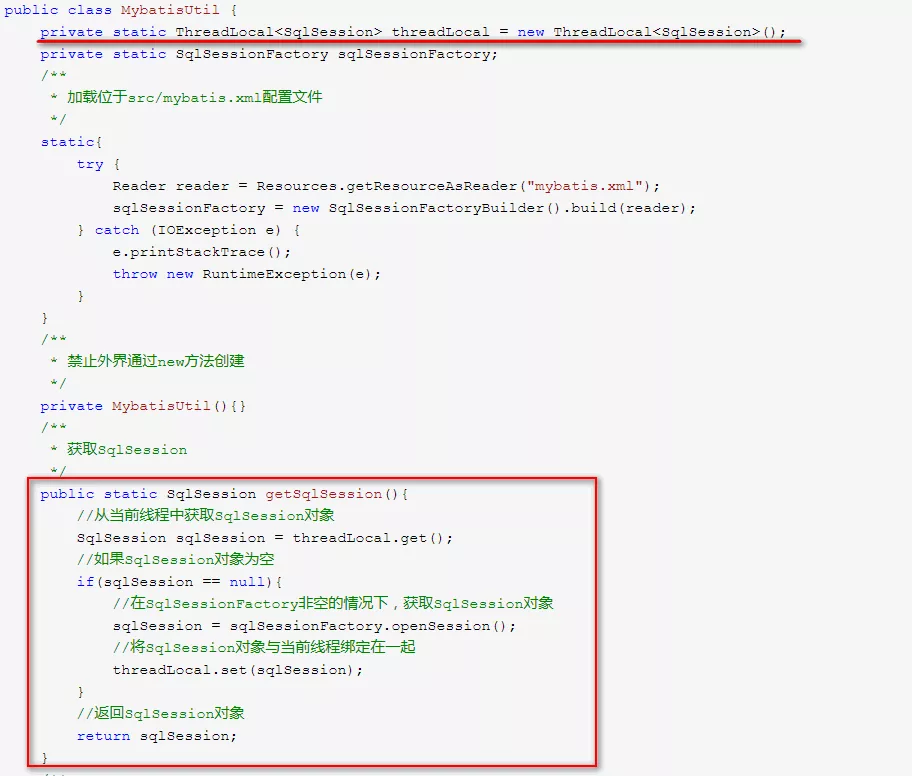 public class MybatisUtil {
    private static ThreadLocal<SqlSession> threadLocal = new ThreadLocal<SqlSession>();
    private static SqlSessionFactory sqlSessionFactory;
    /**
     * 加载位于src/mybatis.xml配置文件
     */
    static{
        try {
            Reader reader = Resources.getResourceAsReader("mybatis.xml");
            sqlSessionFactory = new SqlSessionFactoryBuilder().build(reader);
        } catch (IOException e) {
            e.printStackTrace();
            throw new RuntimeException(e);
        }
    }
    /**
     * 禁止外界通过new方法创建
     */
    private MybatisUtil(){}
    /**
     * 获取SqlSession
     */
    public static SqlSession getSqlSession(){
        //从当前线程中获取SqlSession对象
        SqlSession sqlSession = threadLocal.get();
        //如果SqlSession对象为空
        if(sqlSession == null){
            //在SqlSessionFactory非空的情况下，获取SqlSession对象
            sqlSession = sqlSessionFactory.openSession();
            //将SqlSession对象与当前线程绑定在一起
            threadLocal.set(sqlSession);
        }
        //返回SqlSession对象
        return sqlSession;
    }